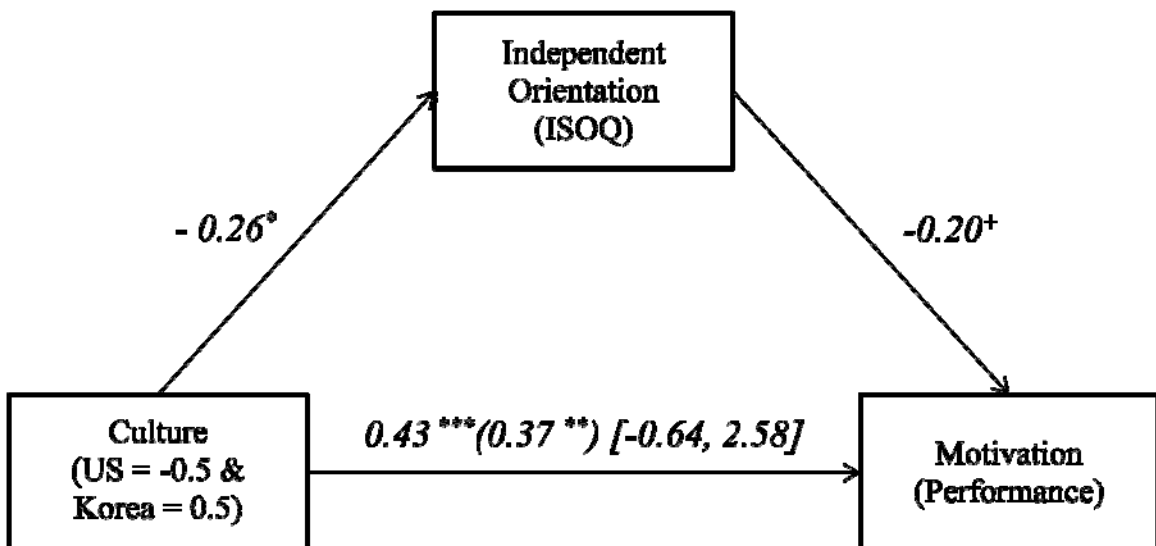 Independent
Orientation
(ISOQ)
- 0.26*
-0.20+
Culture
(US = -0.5 &
Korea = 0.5)
0.43 ***(0.37 **) [-0.64, 2.58]
Motivation
(Performance)